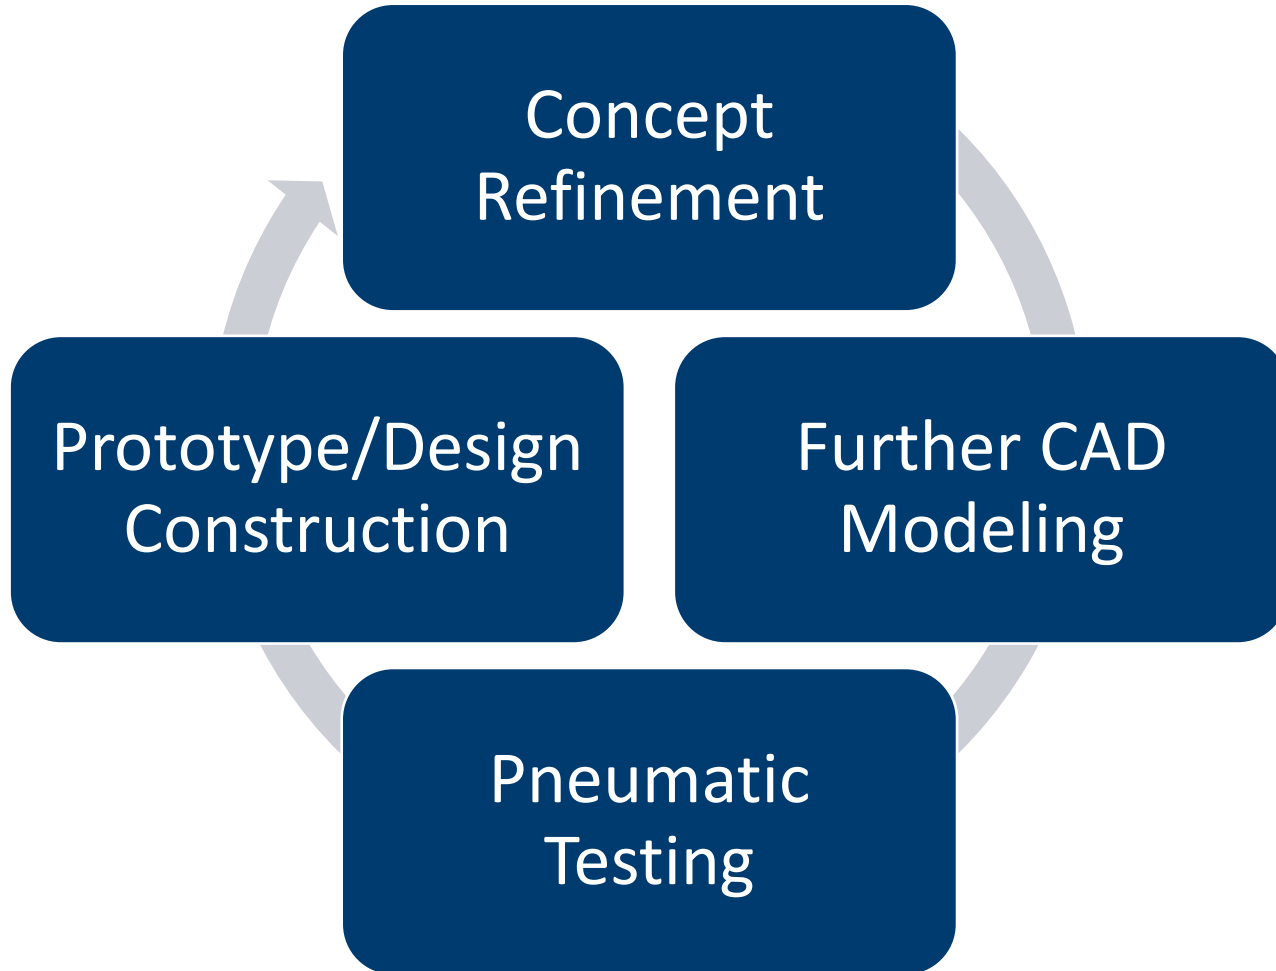 Concept
Refinement
Further CAD
Modeling
Pneumatic
Testing
Prototype/Design
Construction